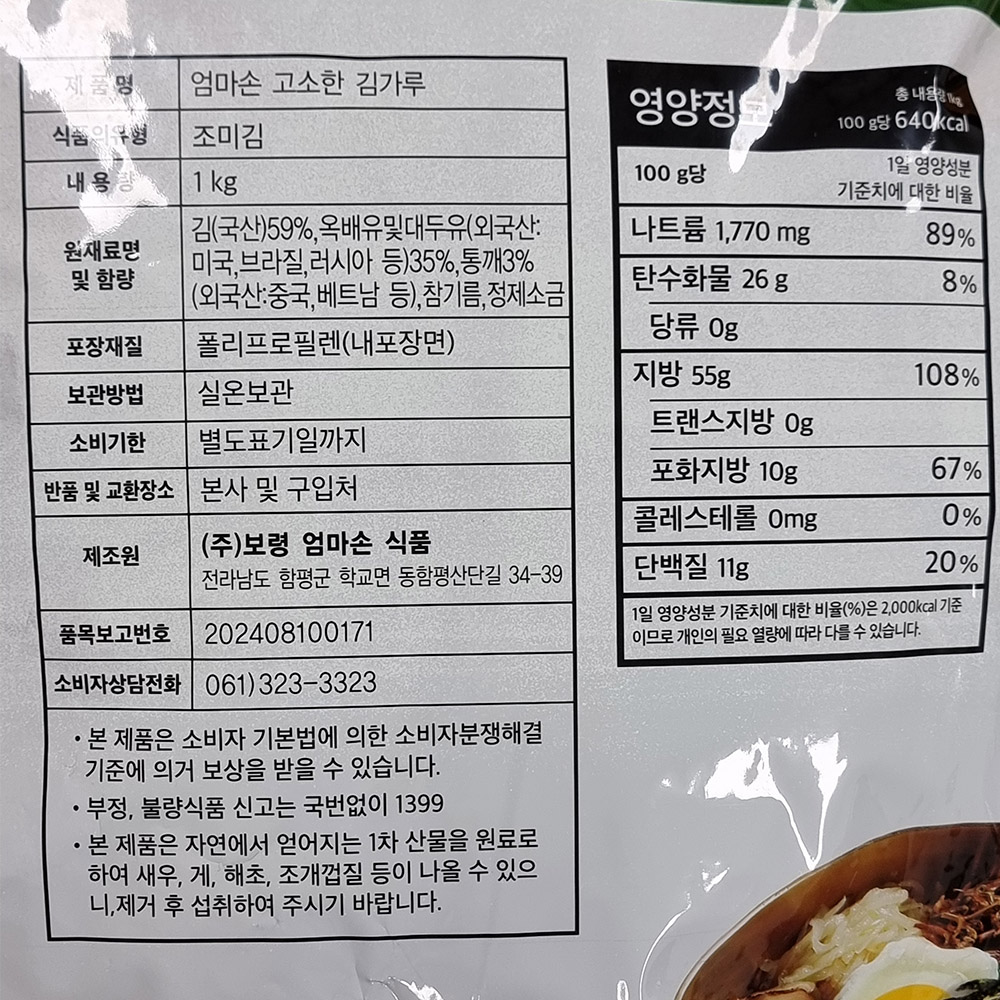 제품명 엄마손 고소한 김가루
식품의유형 조미김
내용량 1 kg
원재료명 및 함량 김(국산)59%,옥배유및대두유(외국산:
미국,브라질,러시아 등)35%,통깨3%
(외국산:중국,베트남 등),참기름,정제소금
포장재질 폴리프로필렌(내포장면)
보관방법 실온보관
소비기한 별도표기일까지
반품 및 교환장소 본사 및 구입처
제조원 (주)보령 엄마손 식품
전라남도 함평군 학교면 동함평산단길 34-39
품목보고번호 202408100171
소비자상담전화 061)323-3323
• 본 제품은 소비자 기본법에 의한 소비자분쟁해결
기준에 의거 보상을 받을 수 있습니다.
• 부정, 불량식품 신고는 국번없이 1399
• 본 제품은 자연에서 얻어지는 1차 산물을 원료로
하여 새우, 게, 해초, 조개껍질 등이 나올 수 있으
니,제거 후 섭취하여 주시기 바랍니다.
영양정보 총 내용량 1kg
100 g당 640kcal
100 g당 1일 영양성분
기준치에 대한 비율
나트륨 1,770 mg 89%
탄수화물 26 g 8%
당류 0g
지방 55g 108%
트랜스지방 0g
포화지방 10g 67%
콜레스테롤 0mg 0%
단백질 11g 20%
1일 영양성분 기준치에 대한 비율(%)은 2,000kcal 기준
이므로 개인의 필요 열량에 따라 다를 수 있습니다.